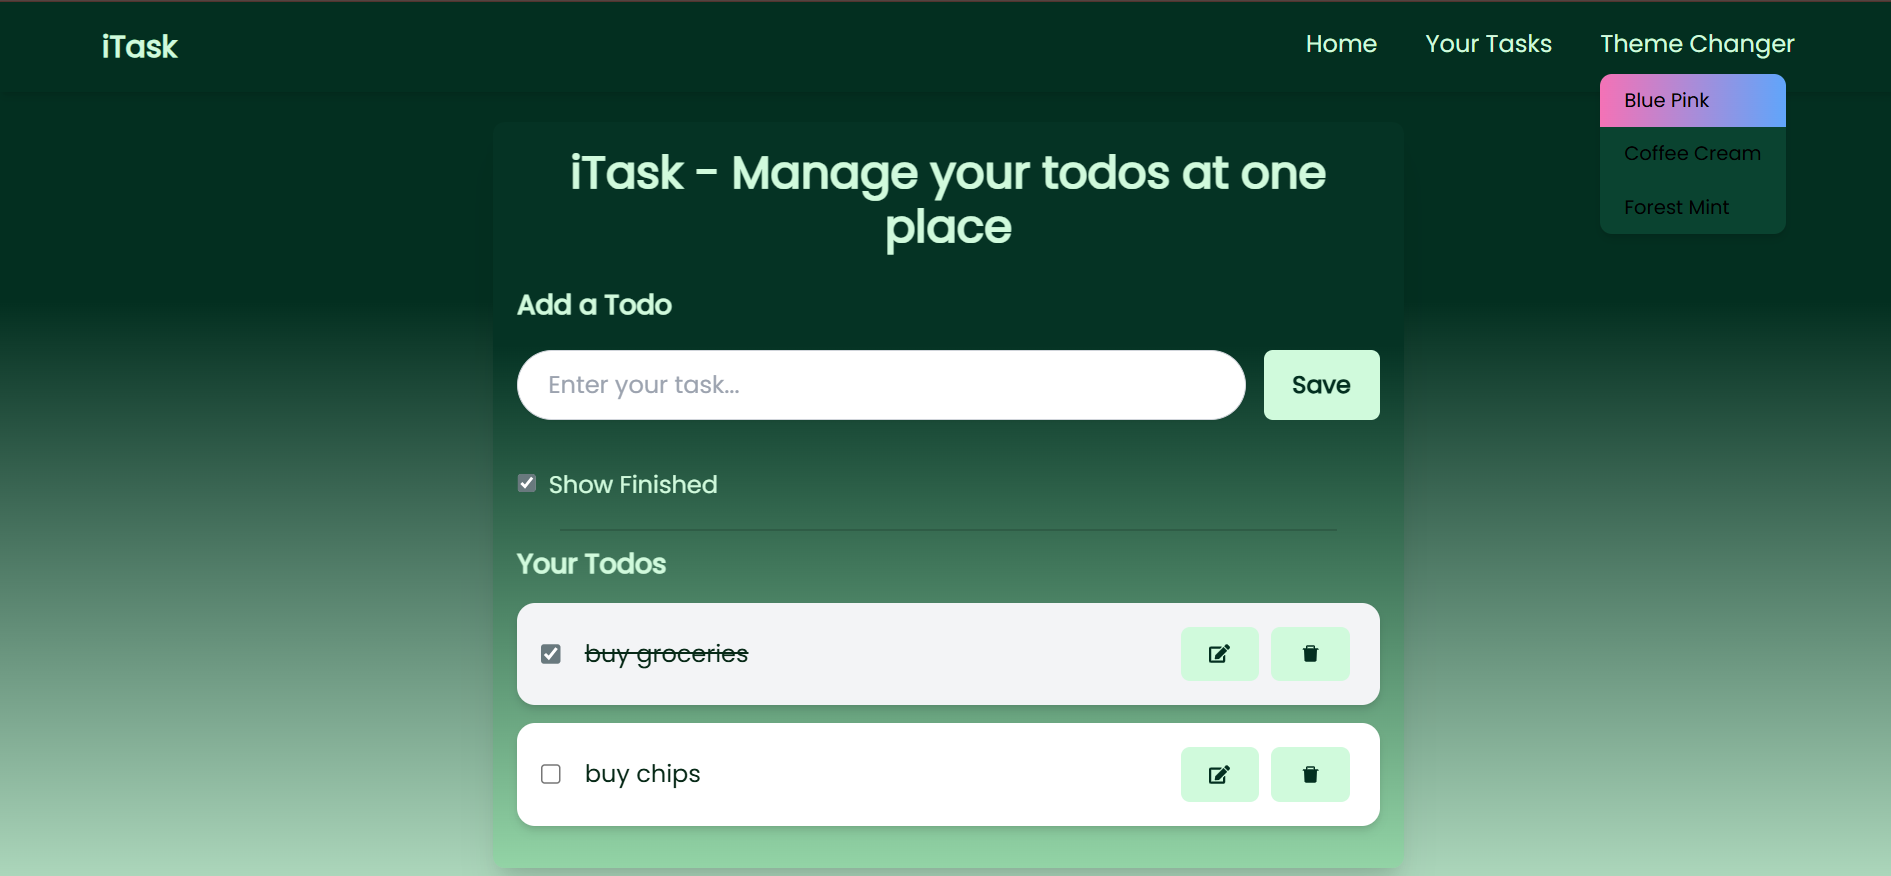 iTask
Home
Your Tasks
Theme Changer
Blue Pink
Coffee Cream
Forest Mint
iTask - Manage your todos at one
place
Add a Todo
Enter your task...
Save
Show Finished
Your Todos
buy groceries
buy chips